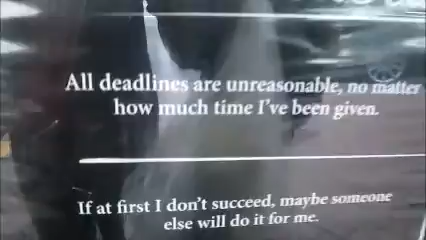 All deadlines are unreasonable, no matter
how much time I've been given.
If at first I don't succeed, maybe someone
else will do it for me.